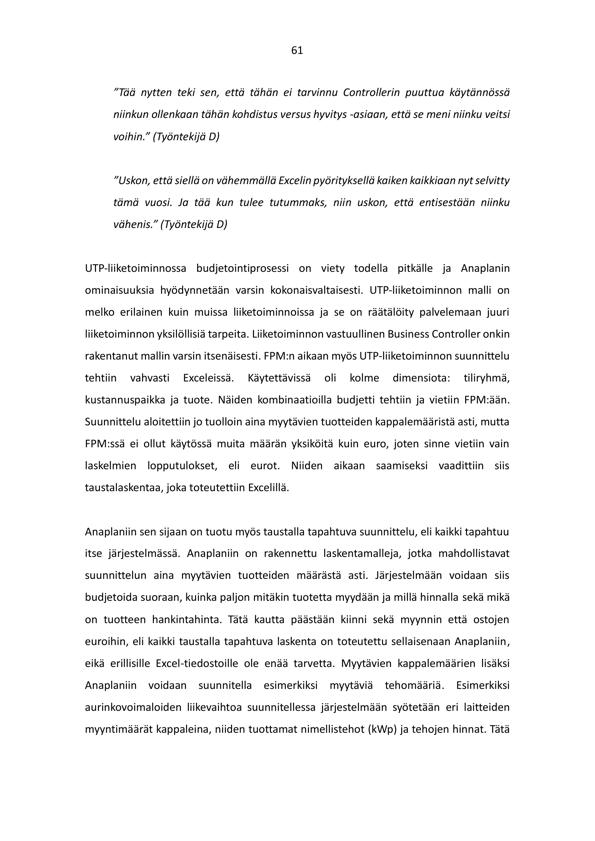 61
”Tää nytten teki sen, että tähän ei tarvinnu Controllerin puuttua käytännössä
niinkun ollenkaan tähän kohdistus versus hyvitys -asiaan, että se meni niinku veitsi
voihin.” (Työntekijä D)
”Uskon, että siellä on vähemmällä Excelin pyörityksellä kaiken kaikkiaan nyt selvitty
tämä vuosi. Ja tää kun tulee tutummaks, niin uskon, että entisestään niinku
vähenis.” (Työntekijä D)
UTP-liiketoiminnossa budjetointiprosessi on viety todella pitkälle ja Anaplanin
ominaisuuksia hyödynnetään varsin kokonaisvaltaisesti. UTP-liiketoiminnon malli on
melko erilainen kuin muissa liiketoiminnoissa ja se on räätälöity palvelemaan juuri
liiketoiminnon yksilöllisiä tarpeita. Liiketoiminnon vastuullinen Business Controller onkin
rakentanut mallin varsin itsenäisesti. FPM:n aikaan myös UTP-liiketoiminnon suunnittelu
tehtiin vahvasti Exceleissä. Käytettävissä oli kolme dimensiota: tiliryhmä,
kustannuspaikka ja tuote. Näiden kombinaatioilla budjetti tehtiin ja vietiin FPM:ään.
Suunnittelu aloitettiin jo tuolloin aina myytävien tuotteiden kappalemääristä asti, mutta
FPM:ssä ei ollut käytössä muita määrän yksiköitä kuin euro, joten sinne vietiin vain
laskelmien lopputulokset, eli eurot. Niiden aikaan saamiseksi vaadittiin siis
taustalaskentaa, joka toteutettiin Excelillä.
Anaplaniin sen sijaan on tuotu myös taustalla tapahtuva suunnittelu, eli kaikki tapahtuu
itse järjestelmässä. Anaplaniin on rakennettu laskentamalleja, jotka mahdollistavat
suunnittelun aina myytävien tuotteiden määrästä asti. Järjestelmään voidaan siis
budjetoida suoraan, kuinka paljon mitäkin tuotetta myydään ja millä hinnalla sekä mikä
on tuotteen hankintahinta. Tätä kautta päästään kiinni sekä myynnin että ostojen
euroihin, eli kaikki taustalla tapahtuva laskenta on toteutettu sellaisenaan Anaplaniin,
eikä erillisille Excel-tiedostoille ole enää tarvetta. Myytävien kappalemäärien lisäksi
Anaplaniin voidaan suunnitella esimerkiksi myytäviä tehomääriä. Esimerkiksi
aurinkovoimaloiden liikevaihtoa suunnitellessa järjestelmään syötetään eri laitteiden
myyntimäärät kappaleina, niiden tuottamat nimellistehot (kWp) ja tehojen hinnat. Tätä